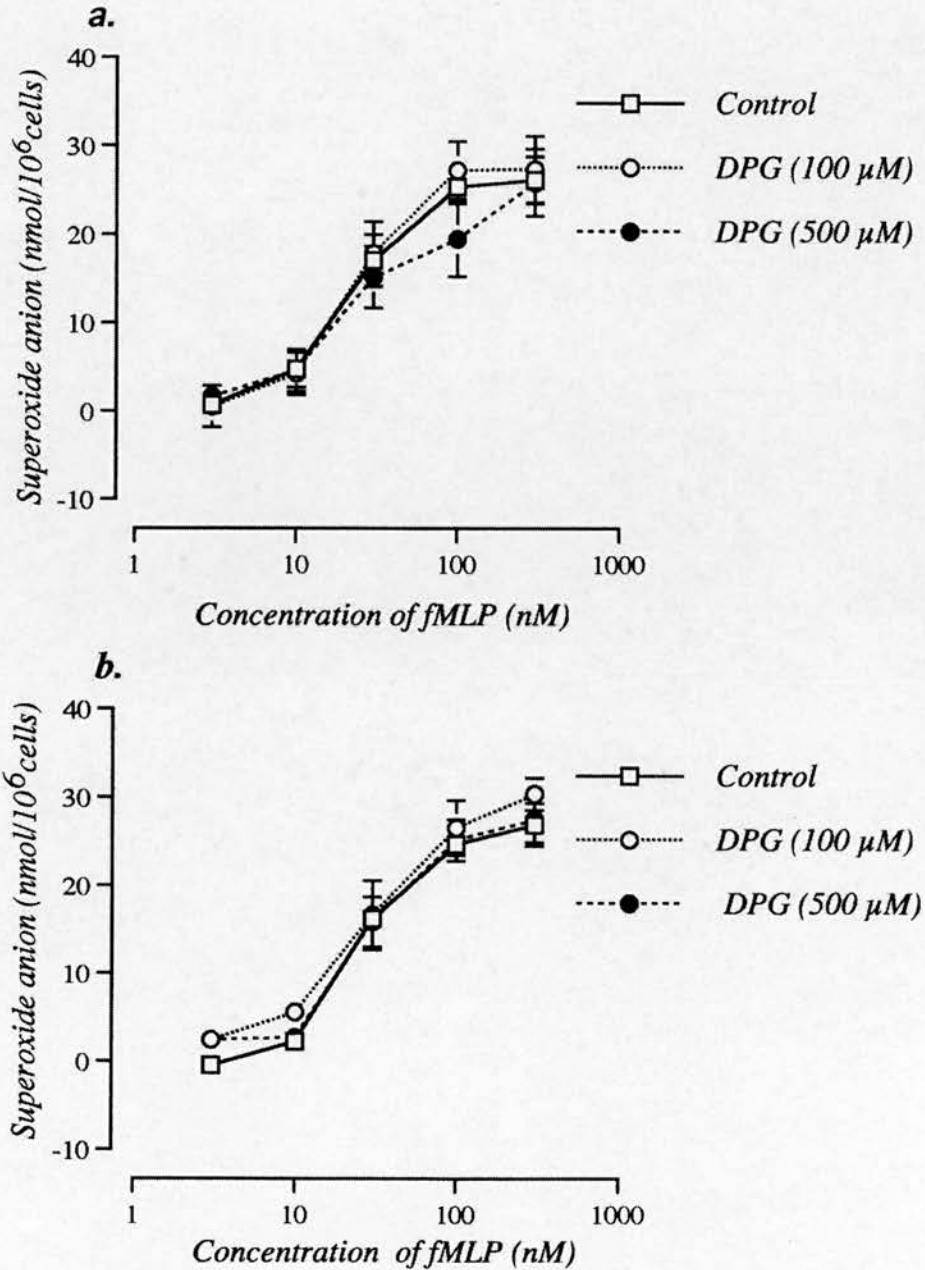 a.
Superoxide anion (nmol/10⁶cells)
40
30
20
10
0
-10
1
10
100
1000
Concentration of fMLP (nM)
Control
DPG (100 µM)
DPG (500 µM)
b.
Superoxide anion (nmol/10⁶cells)
40
30
20
10
0
-10
1
10
100
1000
Concentration of fMLP (nM)
Control
DPG (100 µM)
DPG (500 µM)